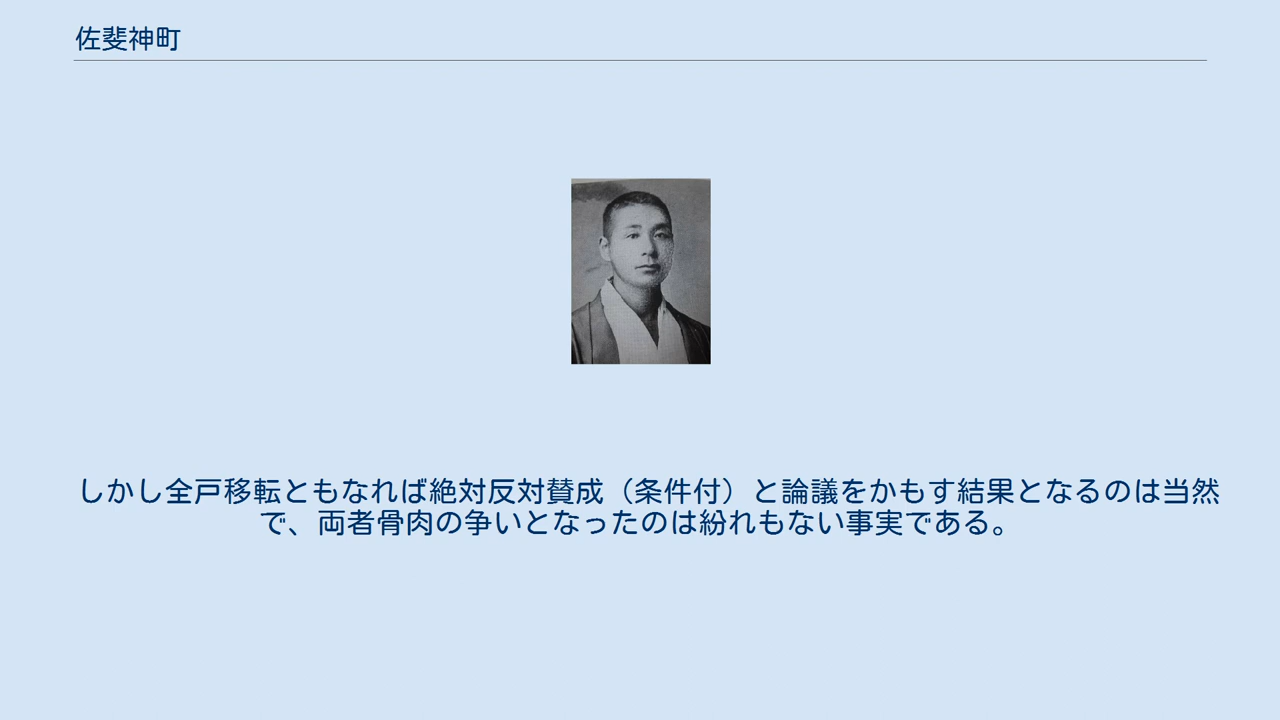 佐斐神町
しかし全戸移転ともなれば絶対反対賛成（条件付）と論議をかもす結果となるのは当然
で、両者骨肉の争いとなったのは紛れもない事実である。